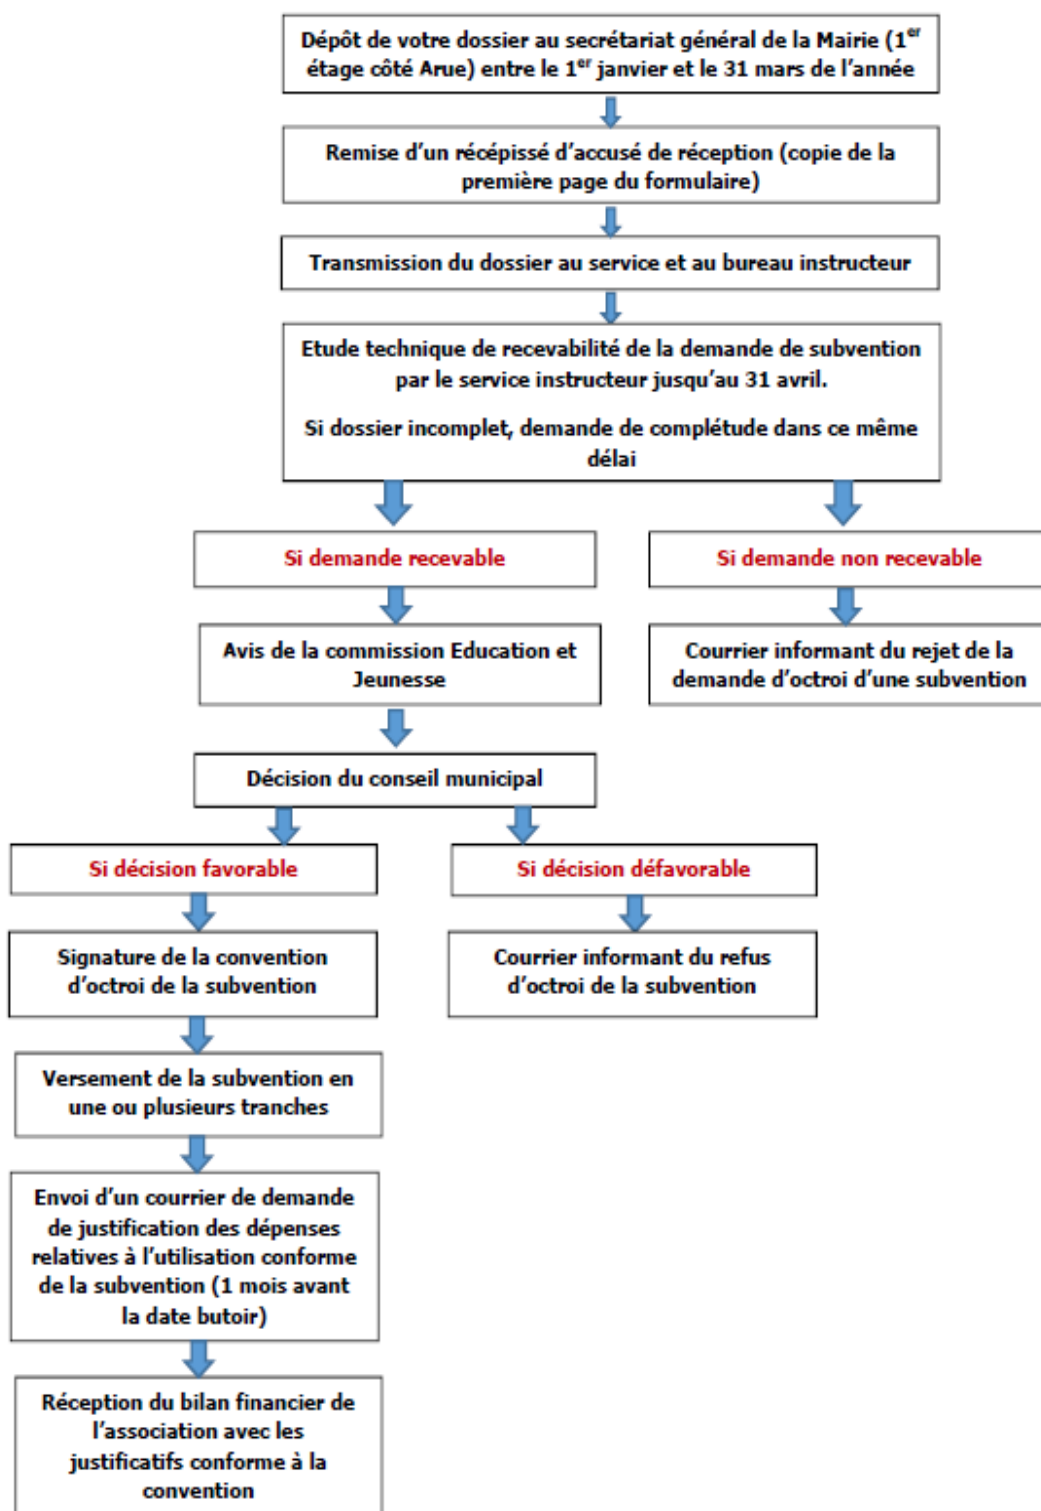 Dépôt de votre dossier au secrétariat général de la Mairie (1er
étage côté Arue) entre le 1er janvier et le 31 mars de l'année
Remise d'un récépissé d'accusé de réception (copie de la
première page du formulaire)
Transmission du dossier au service et au bureau instructeur
Etude technique de recevabilité de la demande de subvention
par le service instructeur jusqu'au 31 avril.
Si dossier incomplet, demande de complétude dans ce même
délai
Si demande recevable
Si demande non recevable
Avis de la commission Education et
Jeunesse
Courrier informant du rejet de la
demande d'octroi d'une subvention
Décision du conseil municipal
Si décision favorable
Si décision défavorable
Signature de la convention
d'octroi de la subvention
Courrier informant du refus
d'octroi de la subvention
Versement de la subvention en
une ou plusieurs tranches
Envoi d'un courrier de demande
de justification des dépenses
relatives à l'utilisation conforme
de la subvention (1 mois avant
la date butoir)
Réception du bilan financier de
l'association avec les
justificatifs conforme à la
convention